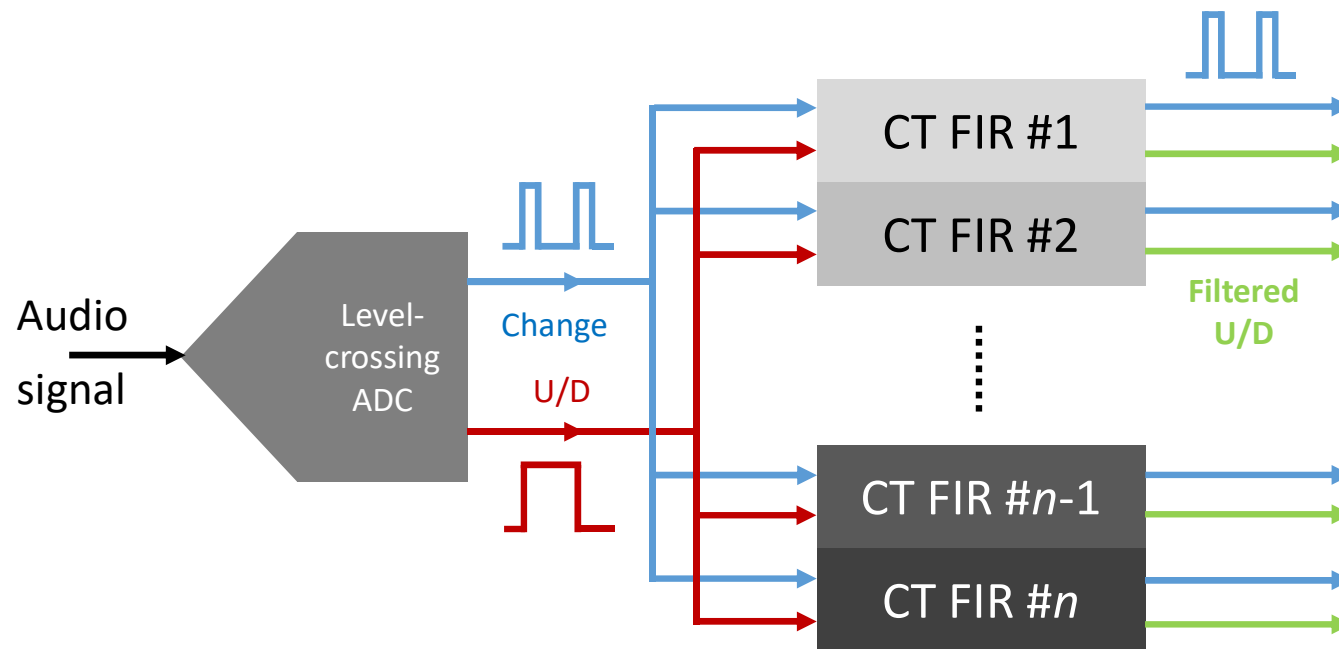 Audio
signal
Level-
crossing
ADC
Change
U/D
CT FIR #1
CT FIR #2
CT FIR #n-1
CT FIR #n
Filtered
U/D